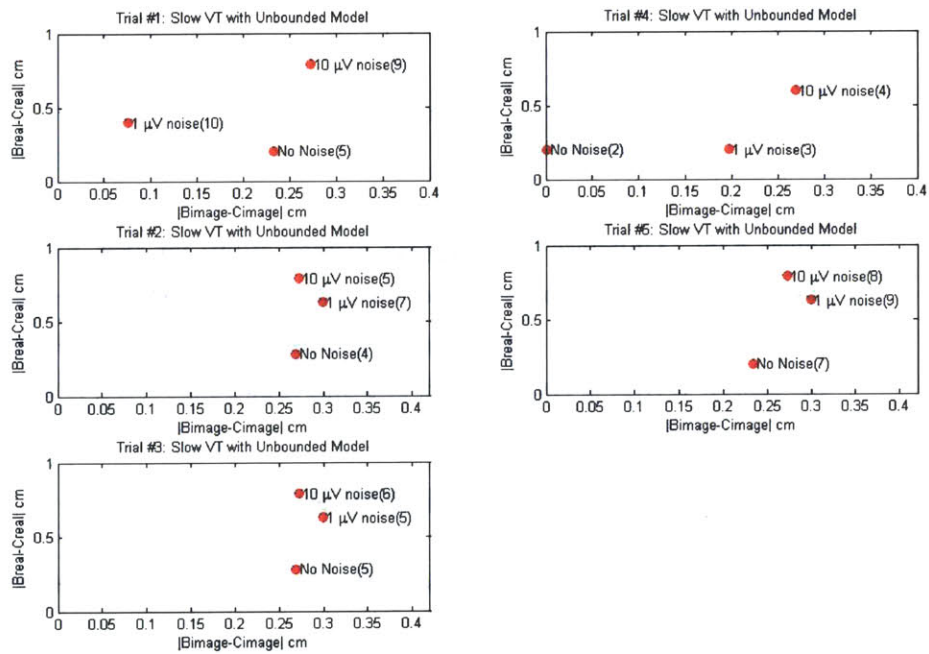 Trial #1: Slow VT with Unbounded Model
|Breal-Creal| cm
1
0.5
0
10 µV noise(9)
1 µV noise(10)
No Noise(5)
0 0.05 0.1 0.15 0.2 0.25 0.3 0.35 0.4
|Bimage-Cimage| cm
Trial #2: Slow VT with Unbounded Model
|Breal-Creal| cm
1
0.5
0
10 µV noise(5)
1 µV noise(7)
No Noise(4)
0 0.05 0.1 0.15 0.2 0.25 0.3 0.35 0.4
|Bimage-Cimage| cm
Trial #3: Slow VT with Unbounded Model
|Breal-Creal| cm
1
0.5
0
10 µV noise(6)
1 µV noise(5)
No Noise(5)
0 0.05 0.1 0.15 0.2 0.25 0.3 0.35 0.4
|Bimage-Cimage| cm
Trial #4: Slow VT with Unbounded Model
|Breal-Creal| cm
1
0.5
0
10 µV noise(4)
No Noise(2)
1 µV noise(3)
0 0.05 0.1 0.15 0.2 0.25 0.3 0.35 0.4
|Bimage-Cimage| cm
Trial #5: Slow VT with Unbounded Model
|Breal-Creal| cm
1
0.5
0
10 µV noise(8)
1 µV noise(9)
No Noise(7)
0 0.05 0.1 0.15 0.2 0.25 0.3 0.35 0.4
|Bimage-Cimage| cm